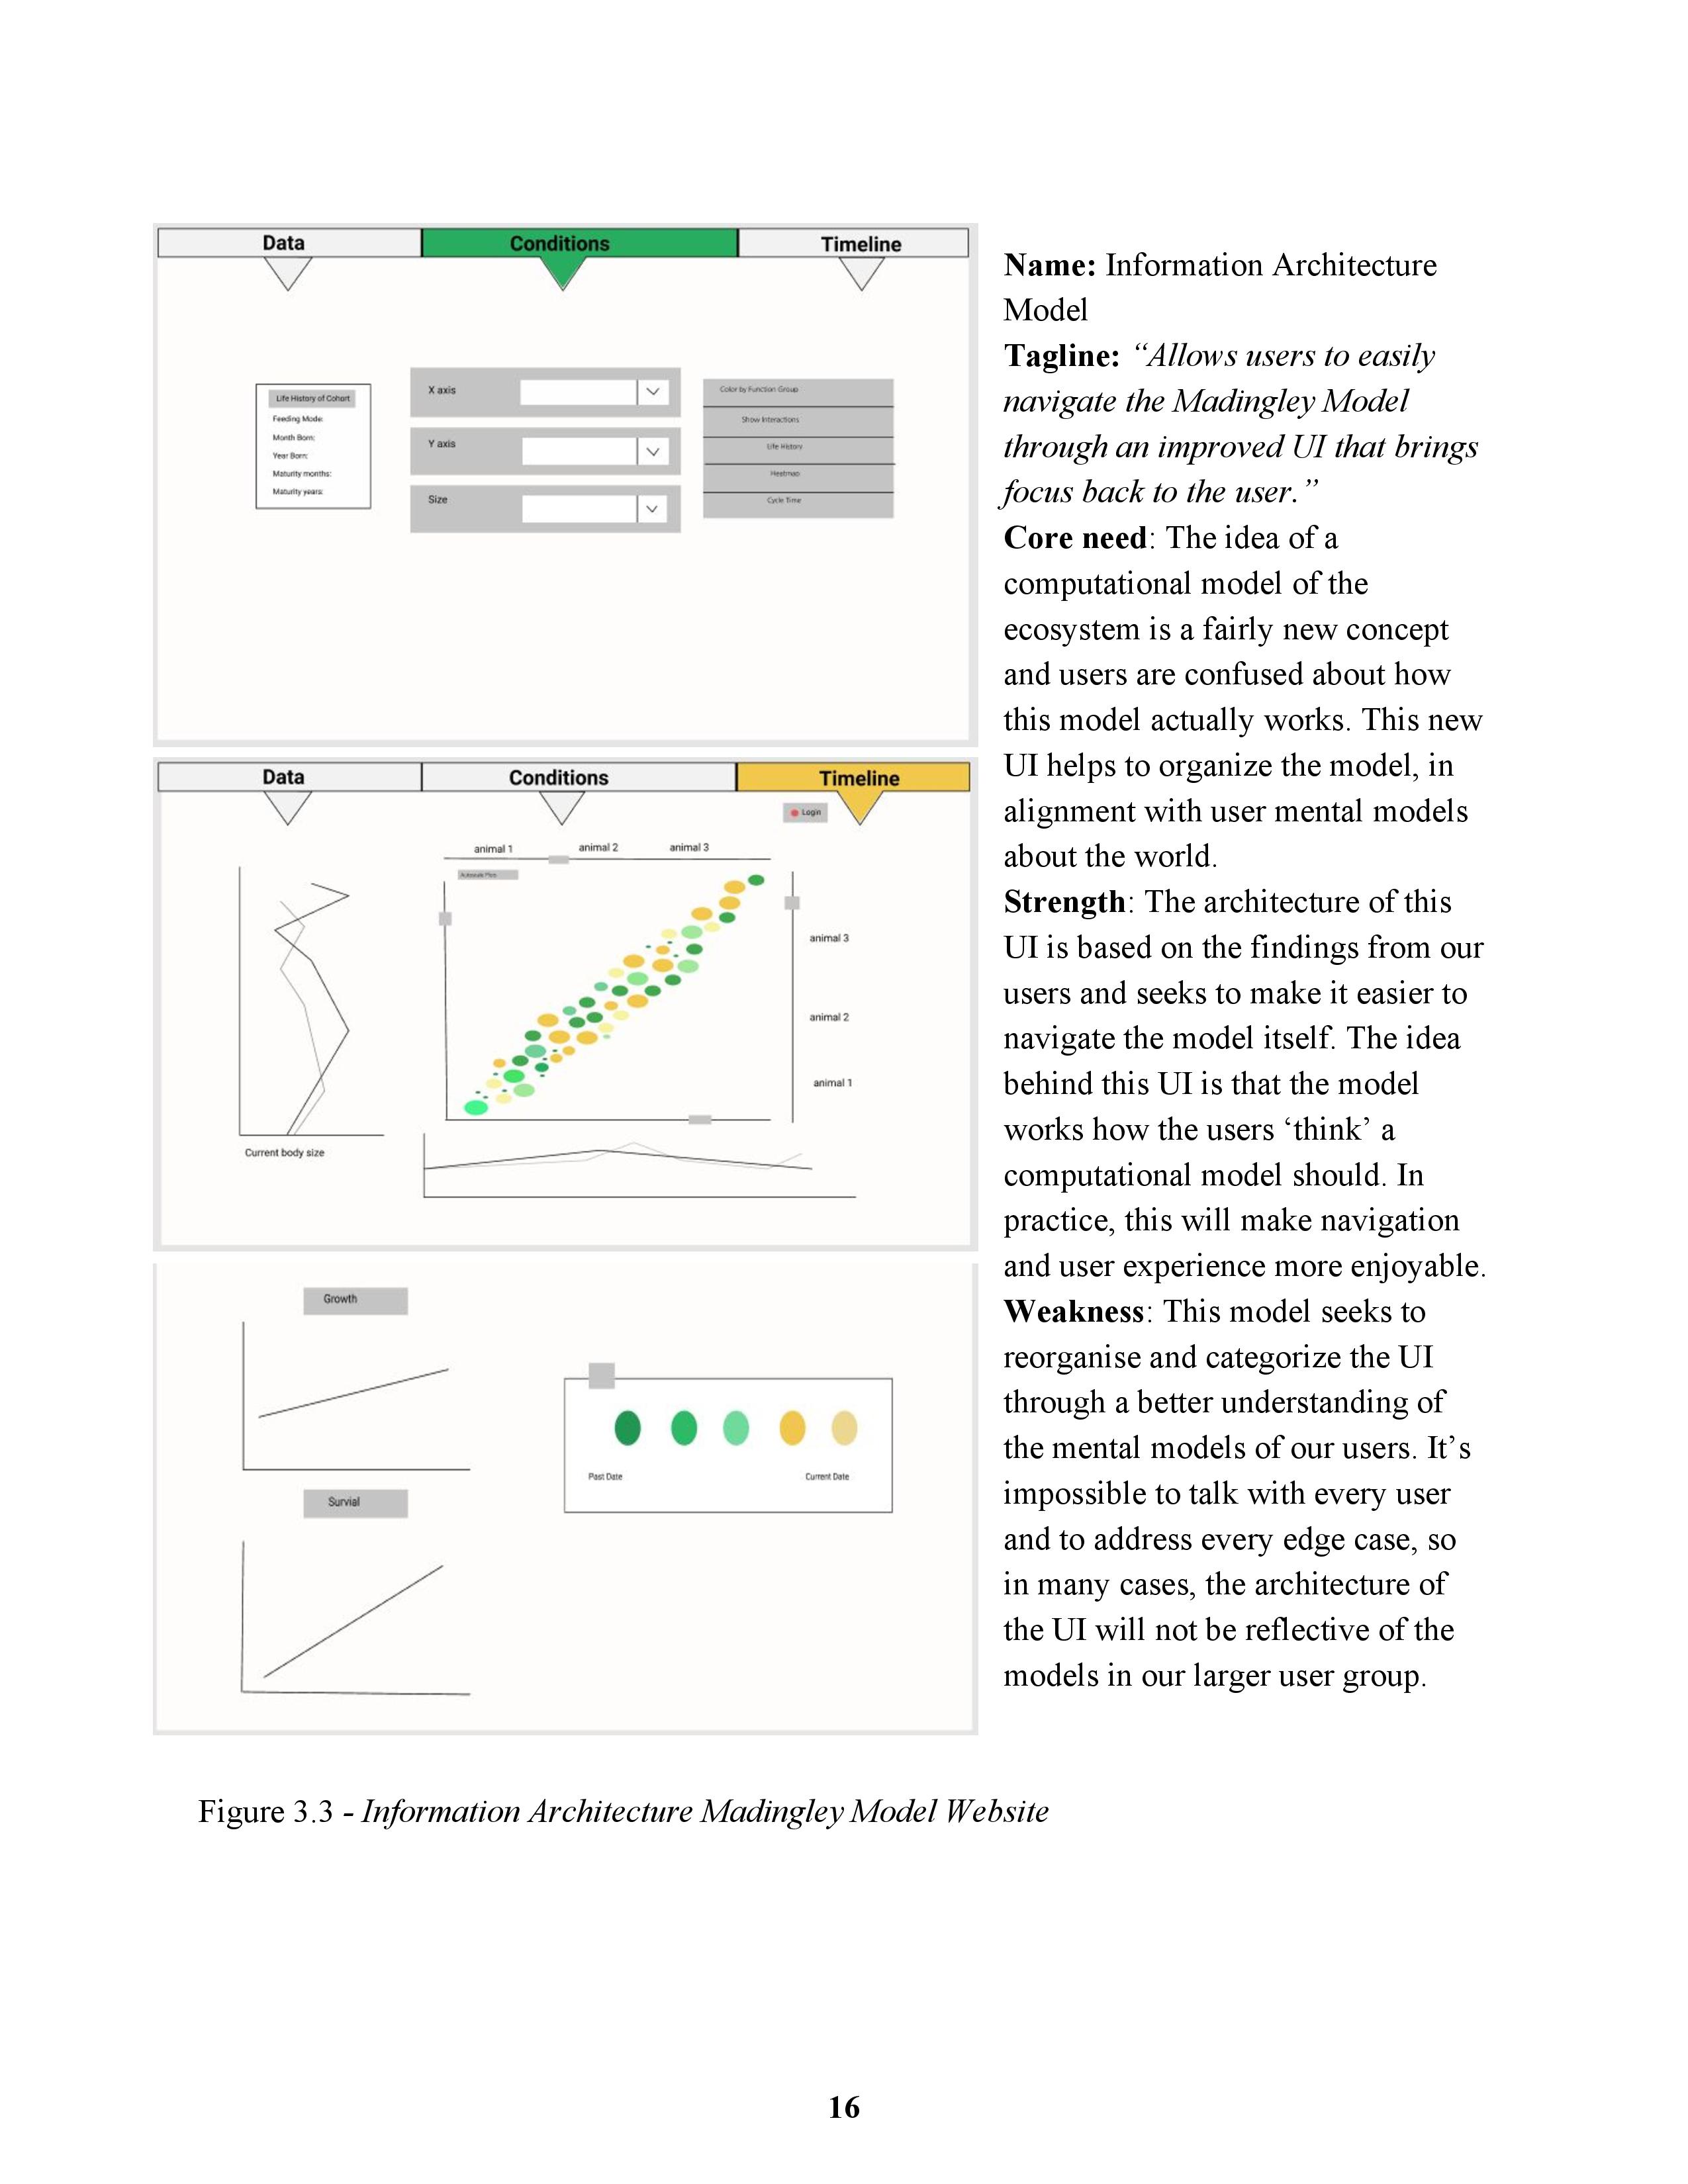 Data Conditions Timeline
Life History of Cohort
Feeding Mode:
Month Born:
Year Born:
Maturity months:
Maturity years:
X axis
Y axis
Size
Color by Function Group
Show Interactions
Life History
Heatmap
Cycle Time
Data Conditions Timeline
Login
animal 1 animal 2 animal 3
animal 3
animal 2
animal 1
Current body size
Growth
Survial
Past Date Current Date
Name: Information Architecture
Model
Tagline: “Allows users to easily
navigate the Madingley Model
through an improved UI that brings
focus back to the user.”
Core need: The idea of a
computational model of the
ecosystem is a fairly new concept
and users are confused about how
this model actually works. This new
UI helps to organize the model, in
alignment with user mental models
about the world.
Strength: The architecture of this
UI is based on the findings from our
users and seeks to make it easier to
navigate the model itself. The idea
behind this UI is that the model
works how the users ‘think’ a
computational model should. In
practice, this will make navigation
and user experience more enjoyable.
Weakness: This model seeks to
reorganise and categorize the UI
through a better understanding of
the mental models of our users. It’s
impossible to talk with every user
and to address every edge case, so
in many cases, the architecture of
the UI will not be reflective of the
models in our larger user group.
Figure 3.3 - Information Architecture Madingley Model Website
16